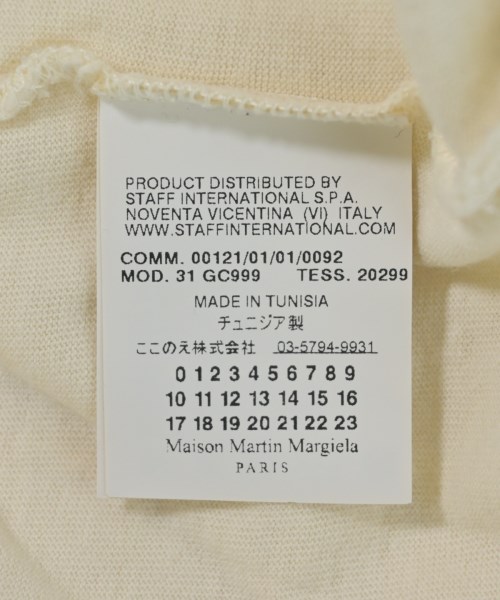 PRODUCT DISTRIBUTED BY
STAFF INTERNATIONAL S.P.A.
NOVENTA VICENTINA (VI) ITALY
WWW.STAFFINTERNATIONAL.COM
COMM. 00121/01/01/0092
MOD. 31 GC999 TESS. 20299
MADE IN TUNISIA
チュニジア製
ここのえ株式会社 03-5794-9931
0 1 2 3 4 5 6 7 8 9
10 11 12 13 14 15 16
17 18 19 20 21 22 23
Maison Martin Margiela
PARIS